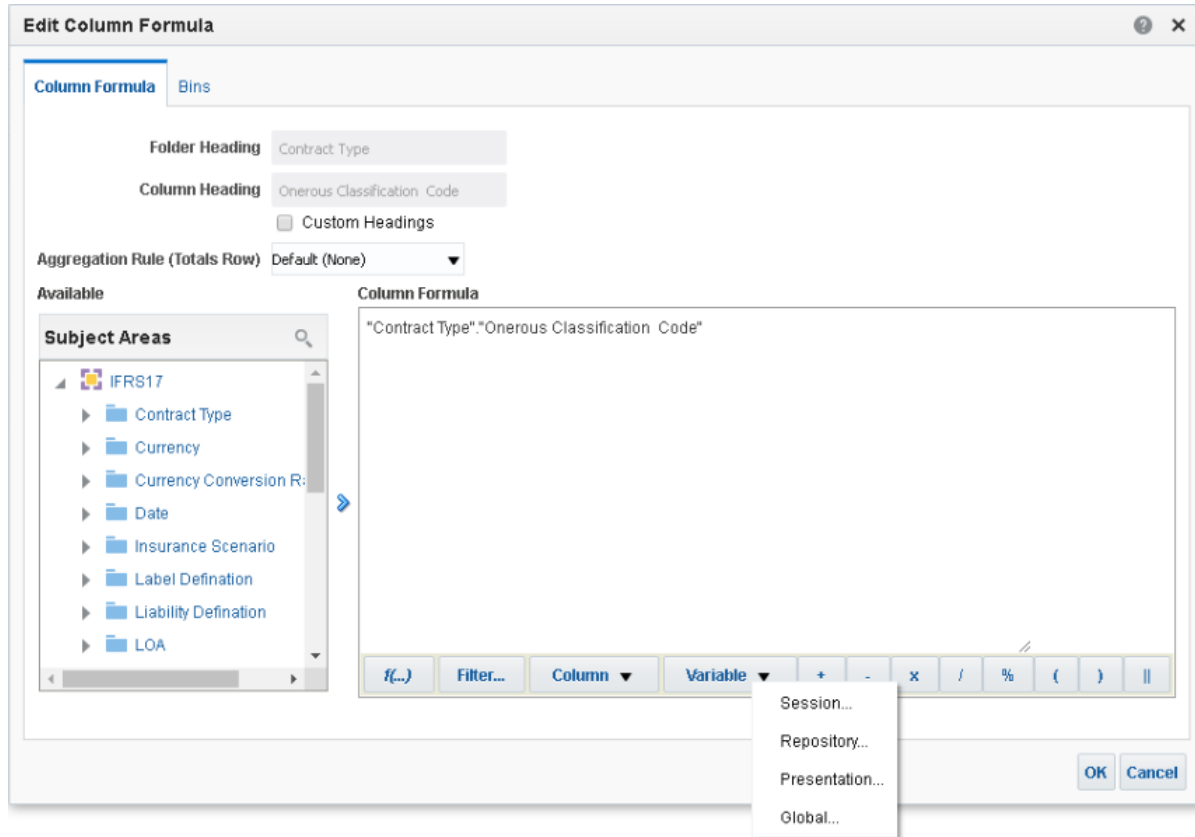 Edit Column Formula
Column Formula Bins
Folder Heading Contract Type
Column Heading Onerous Classification Code
Custom Headings
Aggregation Rule (Totals Row) Default (None)
Available Column Formula
Subject Areas
"Contract Type"."Onerous Classification Code"
IFRS17
Contract Type
Currency
Currency Conversion Ra
Date
Insurance Scenario
Label Defination
Liability Defination
LOA
f(...) Filter... Column Variable + - x / % ( ) ||
Session...
Repository...
Presentation...
Global...
OK Cancel